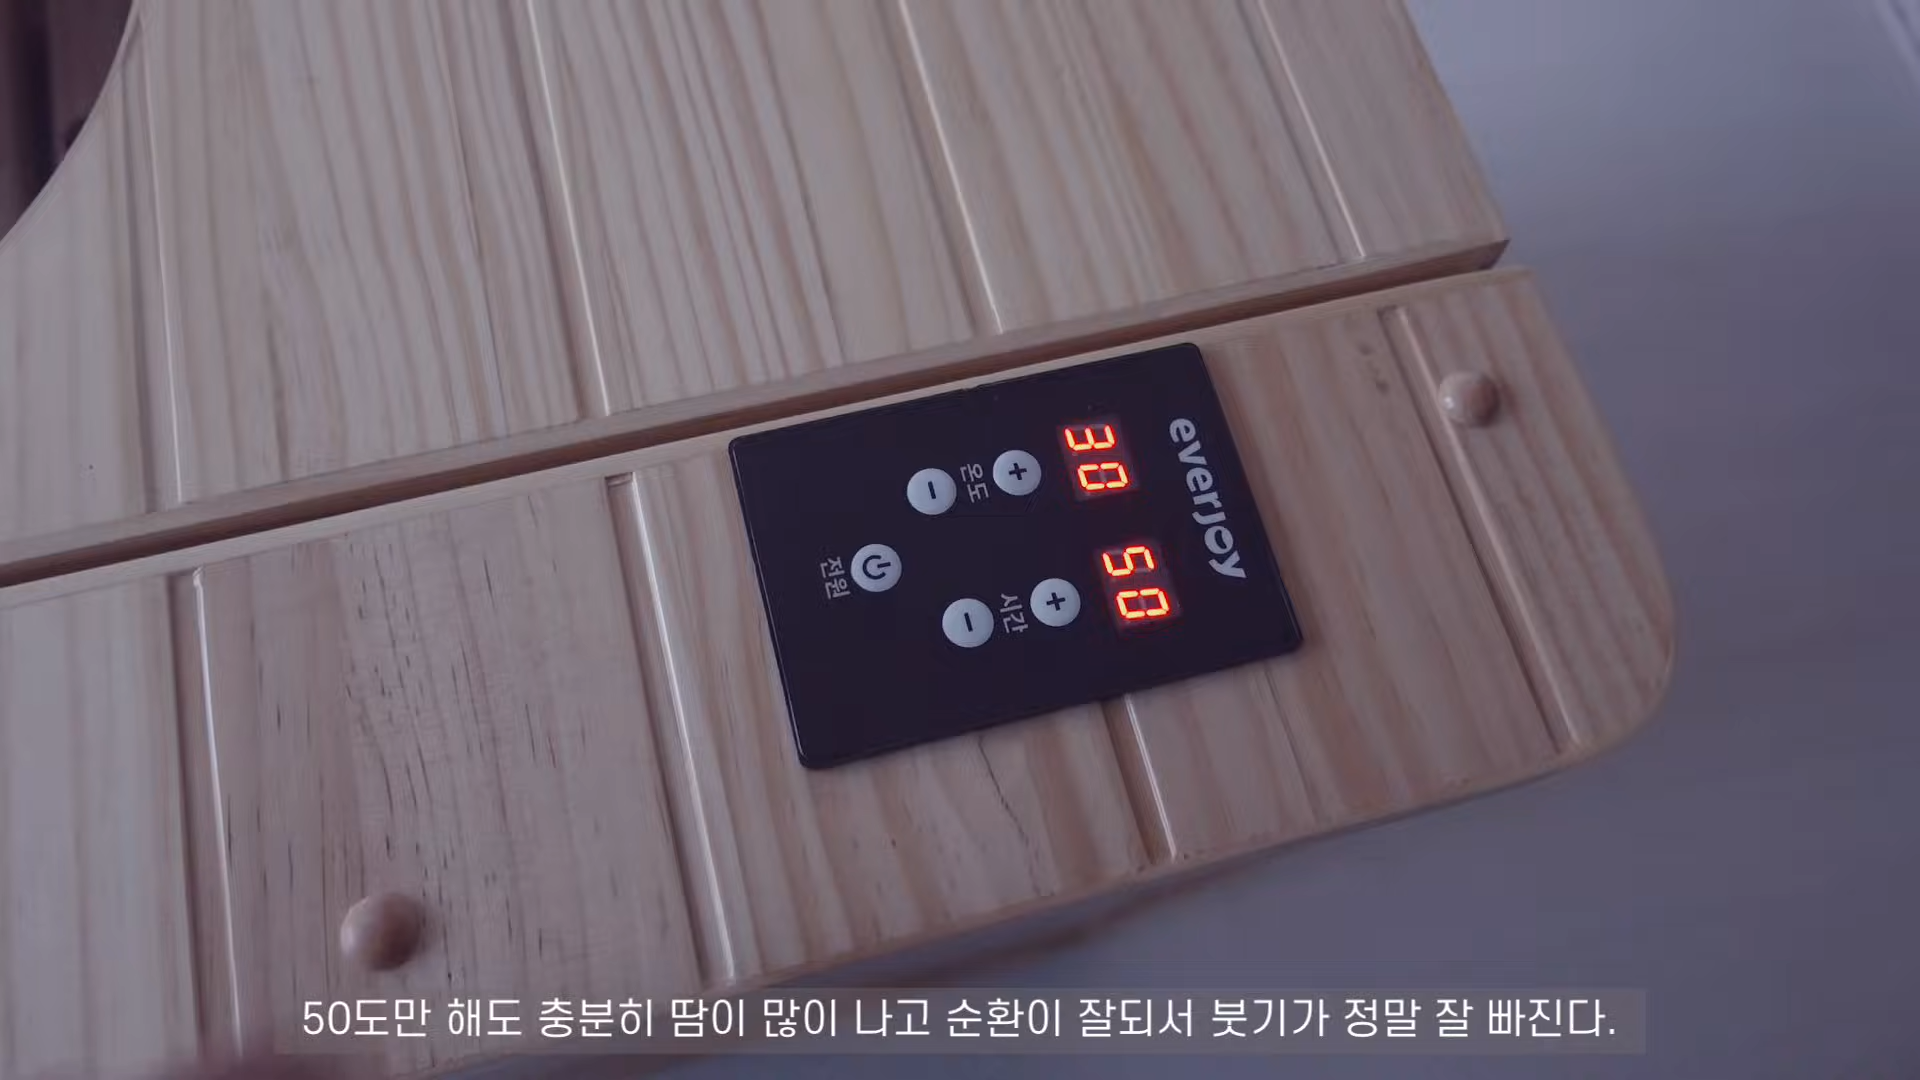 everjoy
30
50
+
온도
-
+
시간
-
전원
50도만 해도 충분히 땀이 많이 나고 순환이 잘되서 붓기가 정말 잘 빠진다.